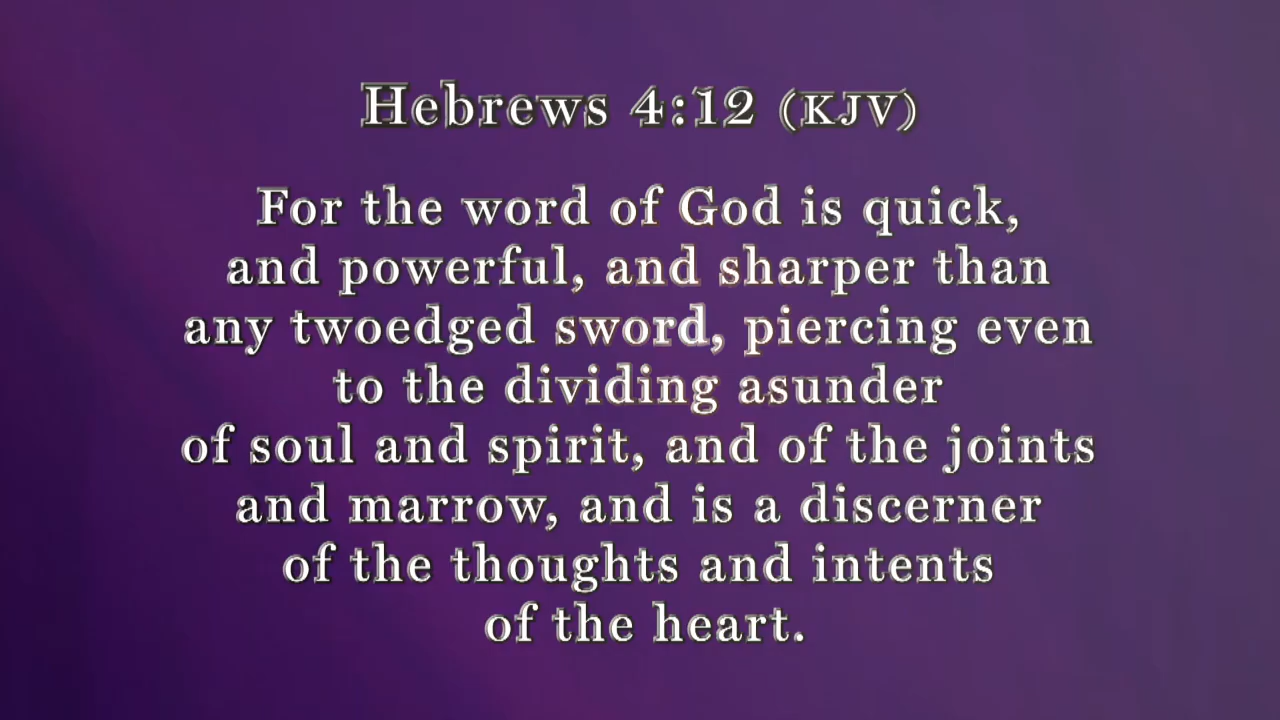 Hebrews 4:12 (KJV)
For the word of God is quick,
and powerful, and sharper than
any twoedged sword, piercing even
to the dividing asunder
of soul and spirit, and of the joints
and marrow, and is a discerner
of the thoughts and intents
of the heart.